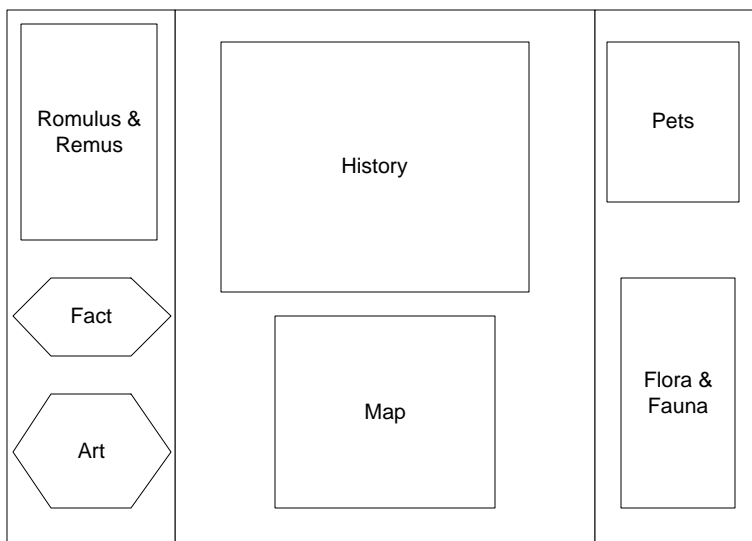 Romulus &
Remus
Fact
Art
History
Map
Pets
Flora &
Fauna